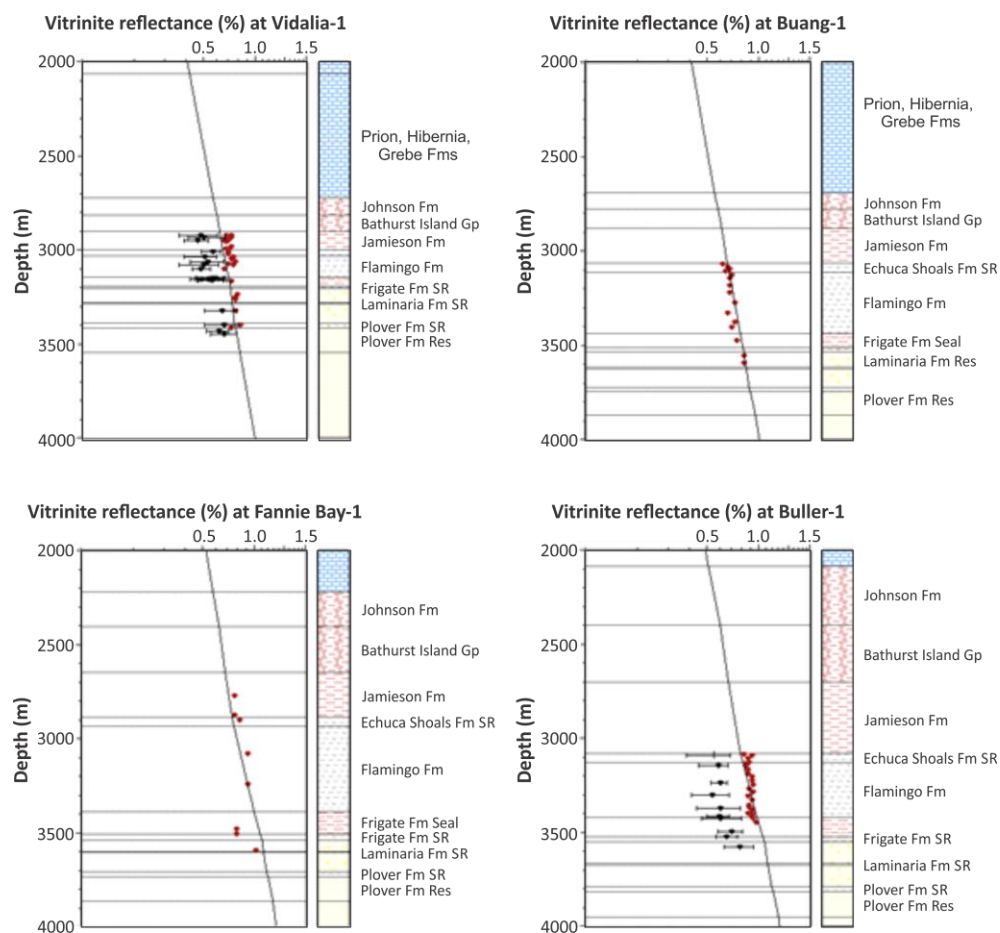 Vitrinite reflectance (%) at Vidalia-1
0.5 1.0 1.5
Depth (m)
2000
2500
3000
3500
4000
Prion, Hibernia,
Grebe Fms
Johnson Fm
Bathurst Island Gp
Jamieson Fm
Flamingo Fm
Frigate Fm SR
Laminaria Fm SR
Plover Fm SR
Plover Fm Res
Vitrinite reflectance (%) at Buang-1
0.5 1.0 1.5
Depth (m)
2000
2500
3000
3500
4000
Prion, Hibernia,
Grebe Fms
Johnson Fm
Bathurst Island Gp
Jamieson Fm
Echuca Shoals Fm SR
Flamingo Fm
Frigate Fm Seal
Laminaria Fm Res
Plover Fm Res
Vitrinite reflectance (%) at Fannie Bay-1
0.5 1.0 1.5
Depth (m)
2000
2500
3000
3500
4000
Johnson Fm
Bathurst Island Gp
Jamieson Fm
Echuca Shoals Fm SR
Flamingo Fm
Frigate Fm Seal
Frigate Fm SR
Laminaria Fm SR
Plover Fm SR
Plover Fm Res
Vitrinite reflectance (%) at Buller-1
0.5 1.0 1.5
Depth (m)
2000
2500
3000
3500
4000
Johnson Fm
Bathurst Island Gp
Jamieson Fm
Echuca Shoals Fm SR
Flamingo Fm
Frigate Fm SR
Laminaria Fm SR
Plover Fm SR
Plover Fm Res